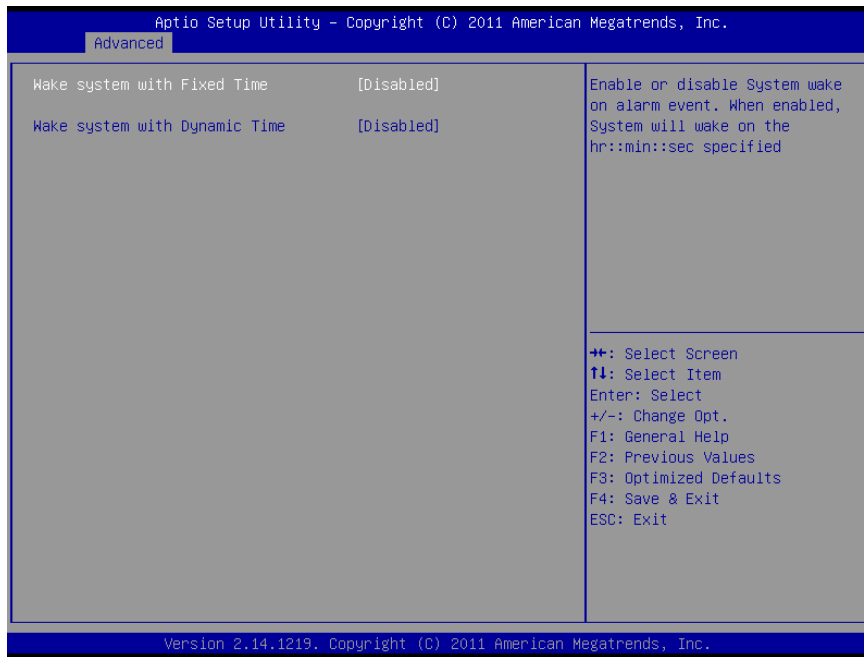 Aptio Setup Utility – Copyright (C) 2011 American Megatrends, Inc.
Advanced
Wake system with Fixed Time [Disabled]
Wake system with Dynamic Time [Disabled]
Enable or disable System wake
on alarm event. When enabled,
System will wake on the
hr::min::sec specified
→←: Select Screen
↑↓: Select Item
Enter: Select
+/-: Change Opt.
F1: General Help
F2: Previous Values
F3: Optimized Defaults
F4: Save & Exit
ESC: Exit
Version 2.14.1219. Copyright (C) 2011 American Megatrends, Inc.